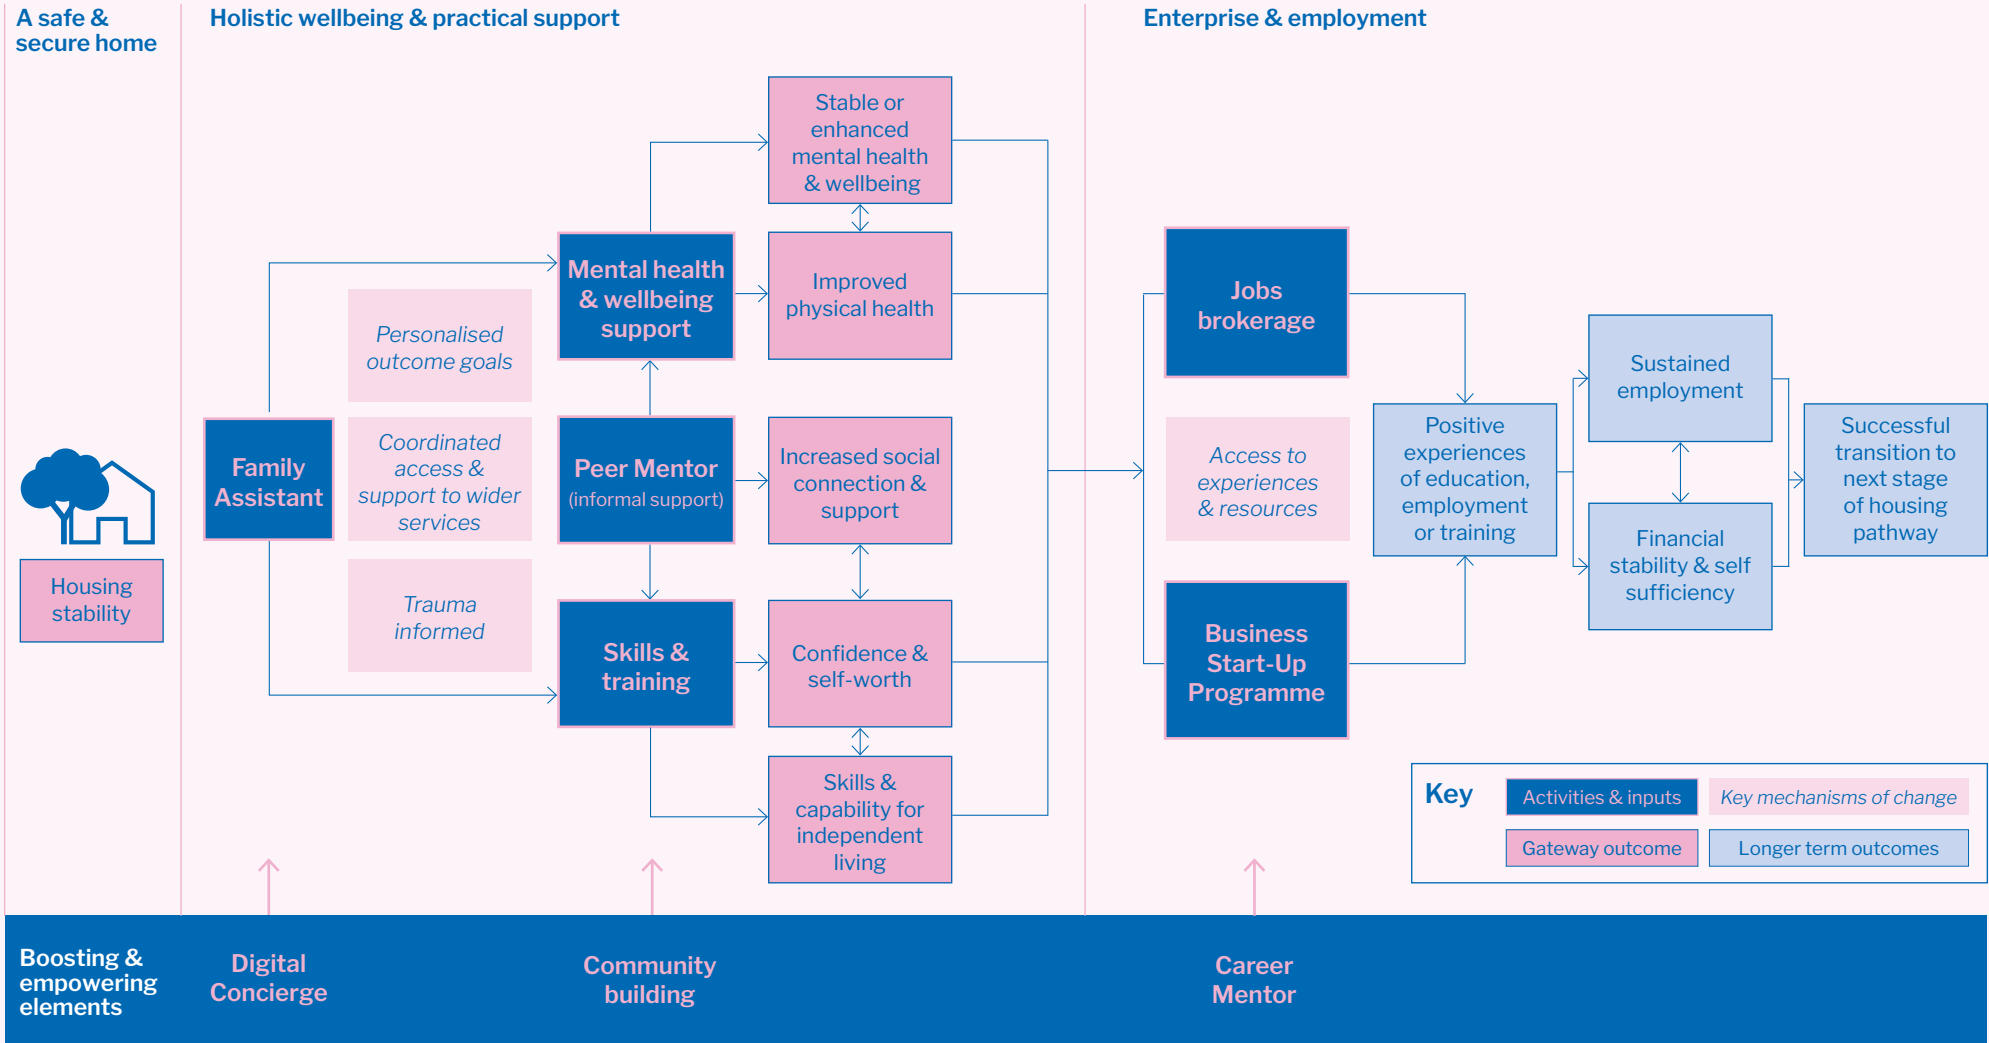 A safe &
secure home
Holistic wellbeing & practical support
Enterprise & employment
Housing
stability
Family
Assistant
Personalised
outcome goals
Coordinated
access &
support to wider
services
Trauma
informed
Mental health
& wellbeing
support
Peer Mentor
(informal support)
Skills &
training
Stable or
enhanced
mental health
& wellbeing
Improved
physical health
Increased social
connection &
support
Confidence &
self-worth
Skills &
capability for
independent
living
Jobs
brokerage
Access to
experiences
& resources
Business
Start-Up
Programme
Positive
experiences
of education,
employment
or training
Sustained
employment
Financial
stability & self
sufficiency
Successful
transition to
next stage
of housing
pathway
Key
Activities & inputs
Key mechanisms of change
Gateway outcome
Longer term outcomes
Boosting &
empowering
elements
Digital
Concierge
Community
building
Career
Mentor